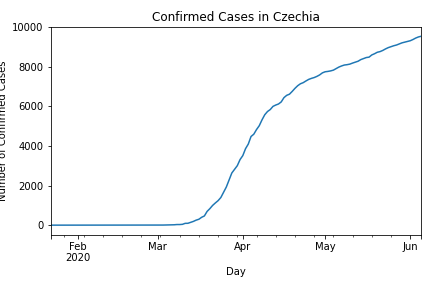 Confirmed Cases in Czechia
10000
8000
6000
4000
2000
0
Number of Confirmed Cases
Feb
2020
Mar
Apr
May
Jun
Day